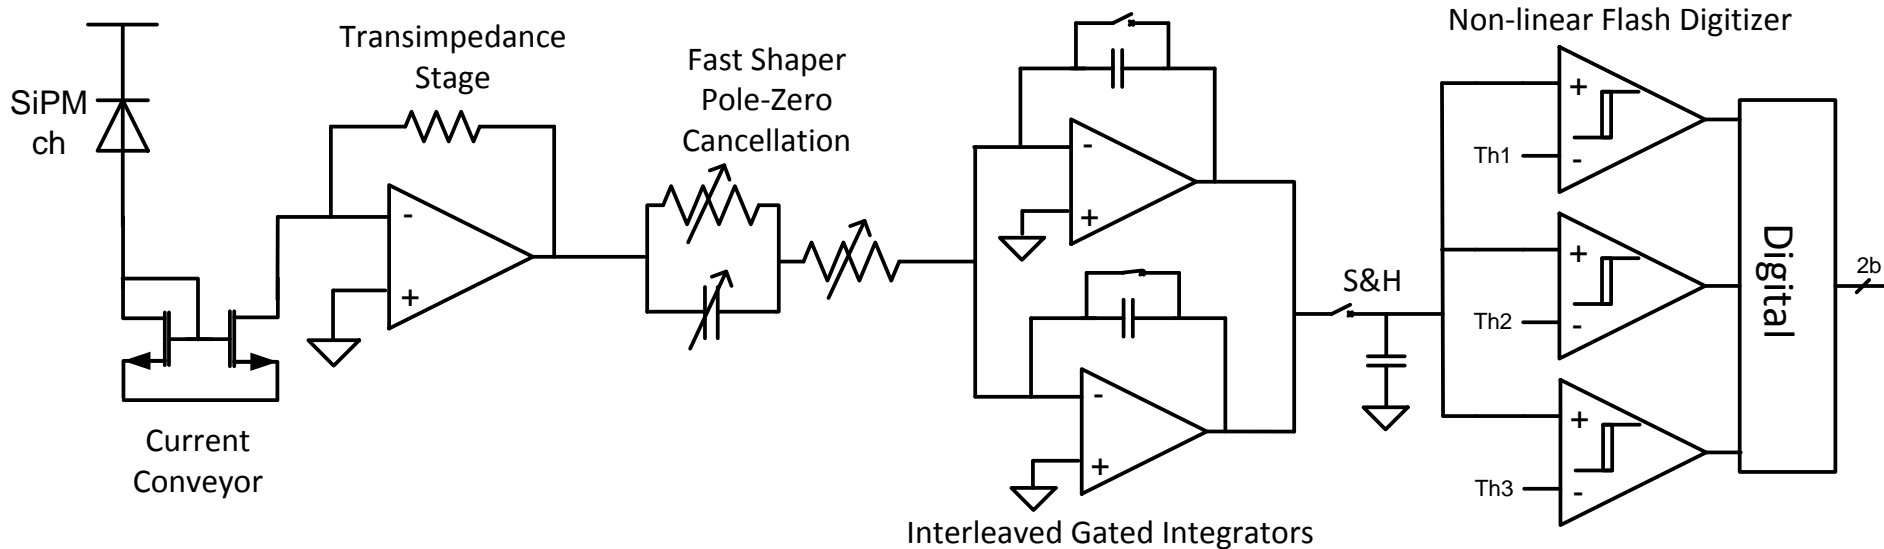 Non-linear Flash Digitizer
Transimpedance
Stage
Fast Shaper
Pole-Zero
Cancellation
SiPM
ch
+
Th1
-
-
+
-
+
+
Th2
-
S&H
Digital
2b
-
+
+
Th3
-
Current
Conveyor
Interleaved Gated Integrators